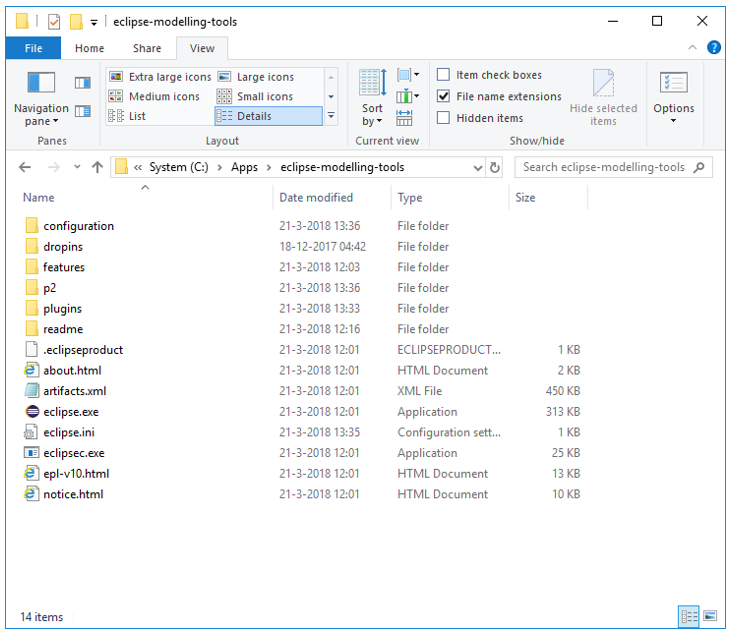 eclipse-modelling-tools
File Home Share View
Navigation pane
Extra large icons Large icons
Medium icons Small icons
List Details
Sort by
Item check boxes
File name extensions
Hidden items
Hide selected items
Options
Panes Layout Current view Show/hide
« System (C:) > Apps > eclipse-modelling-tools
Search eclipse-modelling-tools
Name Date modified Type Size
configuration 21-3-2018 13:36 File folder
dropins 18-12-2017 04:42 File folder
features 21-3-2018 12:03 File folder
p2 21-3-2018 13:36 File folder
plugins 21-3-2018 13:33 File folder
readme 21-3-2018 12:16 File folder
.eclipseproduct 21-3-2018 12:01 ECLIPSEPRODUCT... 1 KB
about.html 21-3-2018 12:01 HTML Document 2 KB
artifacts.xml 21-3-2018 12:01 XML File 450 KB
eclipse.exe 21-3-2018 12:01 Application 313 KB
eclipse.ini 21-3-2018 13:35 Configuration sett... 1 KB
eclipsec.exe 21-3-2018 12:01 Application 25 KB
epl-v10.html 21-3-2018 12:01 HTML Document 13 KB
notice.html 21-3-2018 12:01 HTML Document 10 KB
14 items